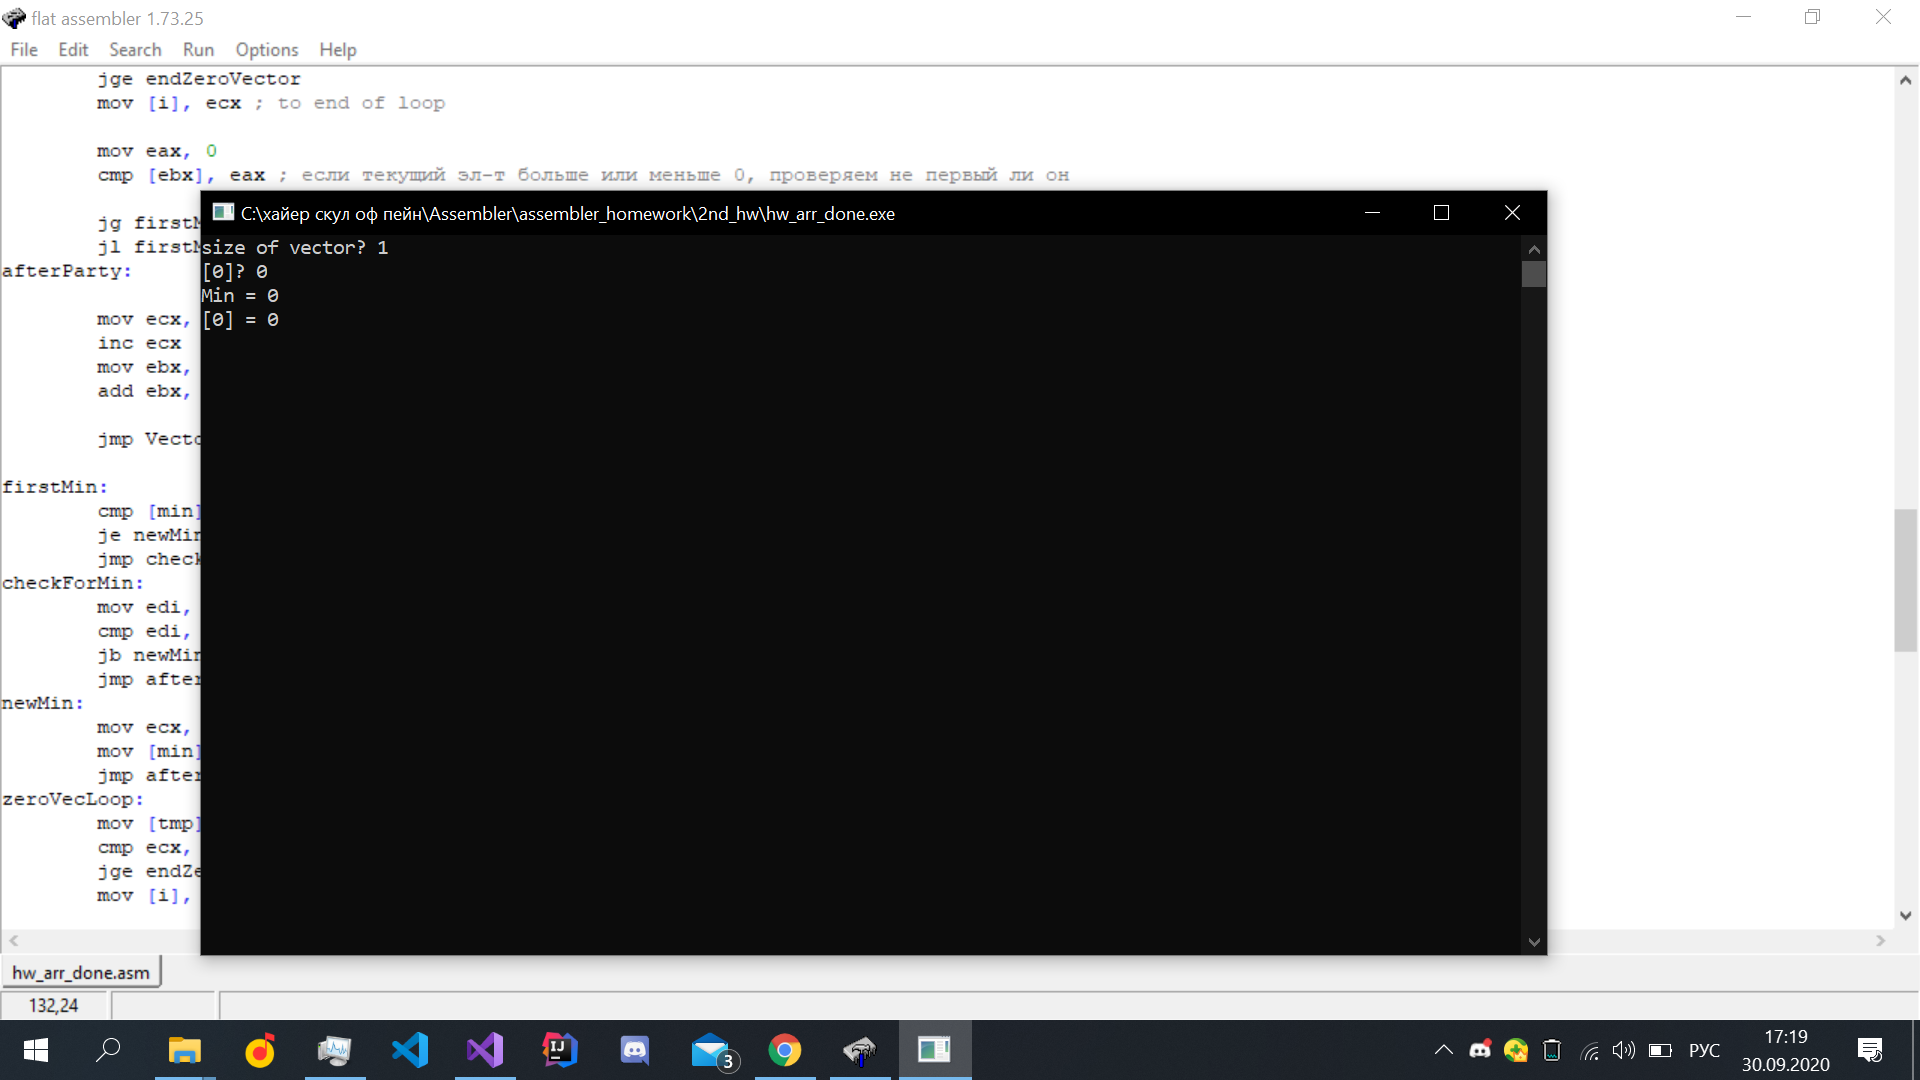 flat assembler 1.73.25
File Edit Search Run Options Help
jge endZeroVector
mov [i], ecx ; to end of loop
mov eax, 0
cmp [ebx], eax ; если текущий эл-т больше или меньше 0, проверяем не первый ли он
jg firstM
jl firstM
afterParty:
mov ecx,
inc ecx
mov ebx,
add ebx,
jmp Vecto
firstMin:
cmp [min]
je newMin
jmp check
checkForMin:
mov edi,
cmp edi,
jb newMin
jmp after
newMin:
mov ecx,
mov [min]
jmp after
zeroVecLoop:
mov [tmp]
cmp ecx,
jge endZe
mov [i],
C:\хайер скул оф пейн\Assembler\assembler_homework\2nd_hw\hw_arr_done.exe
size of vector? 1
[0]? 0
Min = 0
[0] = 0
hw_arr_done.asm
132,24
3
РУС
17:19
30.09.2020